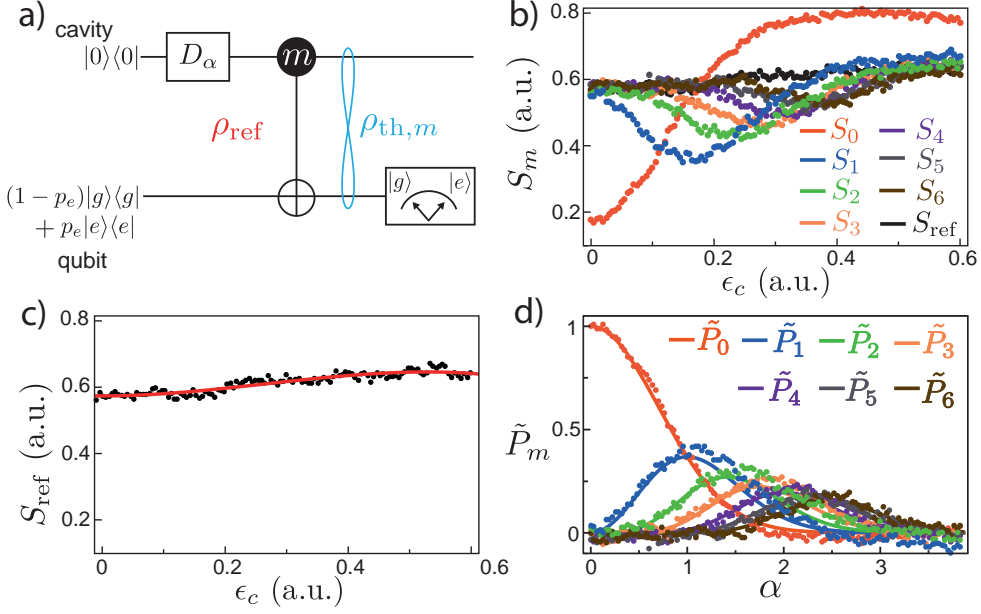 a)
cavity
|0⟩⟨0|
D_α
m
ρ_ref
ρ_th,m
(1 − p_e)|g⟩⟨g|
+ p_e|e⟩⟨e|
qubit
|g⟩ |e⟩
b)
0.8
0.6
0.4
0.2
S_m (a.u.)
S_0 S_4
S_1 S_5
S_2 S_6
S_3 S_ref
0.0 0.2 0.4 0.6
ϵ_c (a.u.)
c)
0.8
0.6
0.4
0.2
S_ref (a.u.)
0.0 0.2 0.4 0.6
ϵ_c (a.u.)
d)
1
0.5
0
P̃_m
P̃_0 P̃_1 P̃_2 P̃_3
P̃_4 P̃_5 P̃_6
0 1 2 3
α